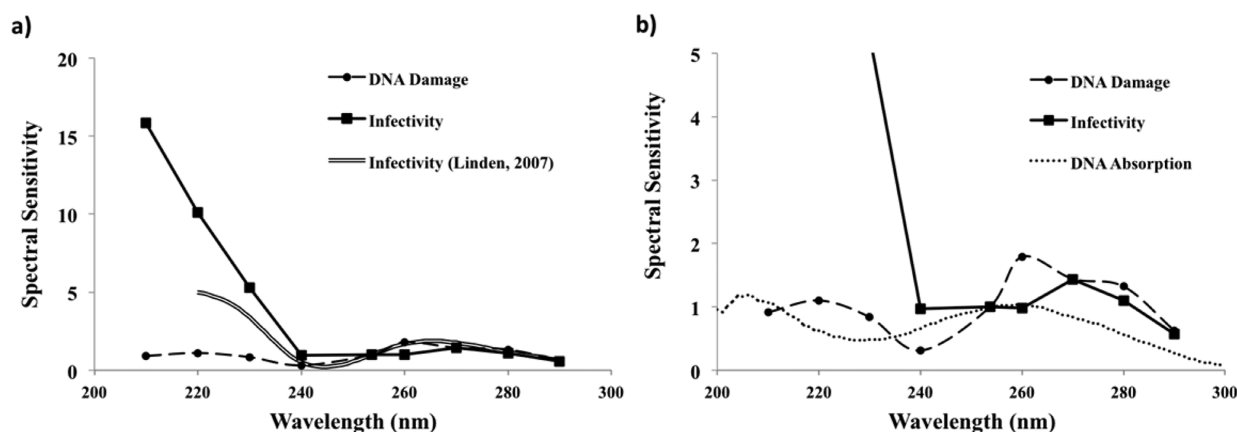 a)
Spectral Sensitivity
20
15
10
5
0
DNA Damage
Infectivity
Infectivity (Linden, 2007)
200 220 240 260 280 300
Wavelength (nm)
b)
Spectral Sensitivity
5
4
3
2
1
0
DNA Damage
Infectivity
DNA Absorption
200 220 240 260 280 300
Wavelength (nm)